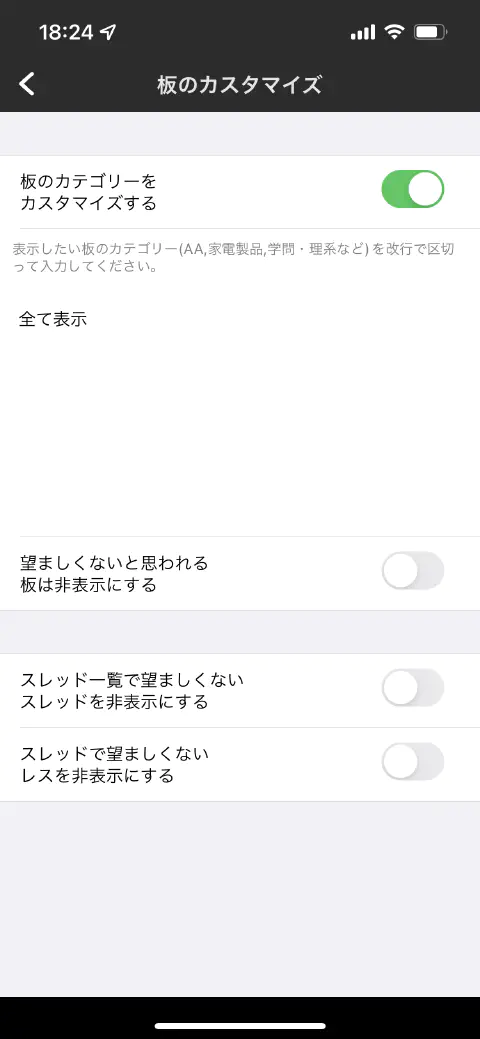 18:24
板のカスタマイズ
板のカテゴリーを
カスタマイズする
表示したい板のカテゴリー(AA,家電製品,学問・理系など)を改行で区切
って入力してください。
全て表示
望ましくないと思われる
板は非表示にする
スレッド一覧で望ましくない
スレッドを非表示にする
スレッドで望ましくない
レスを非表示にする